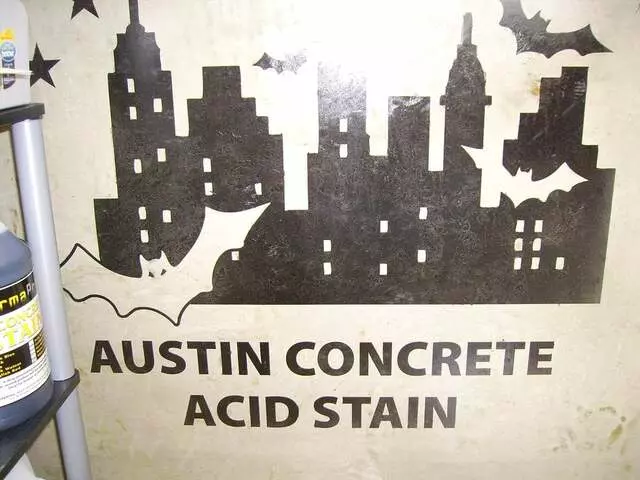 AUSTIN CONCRETE
ACID STAIN